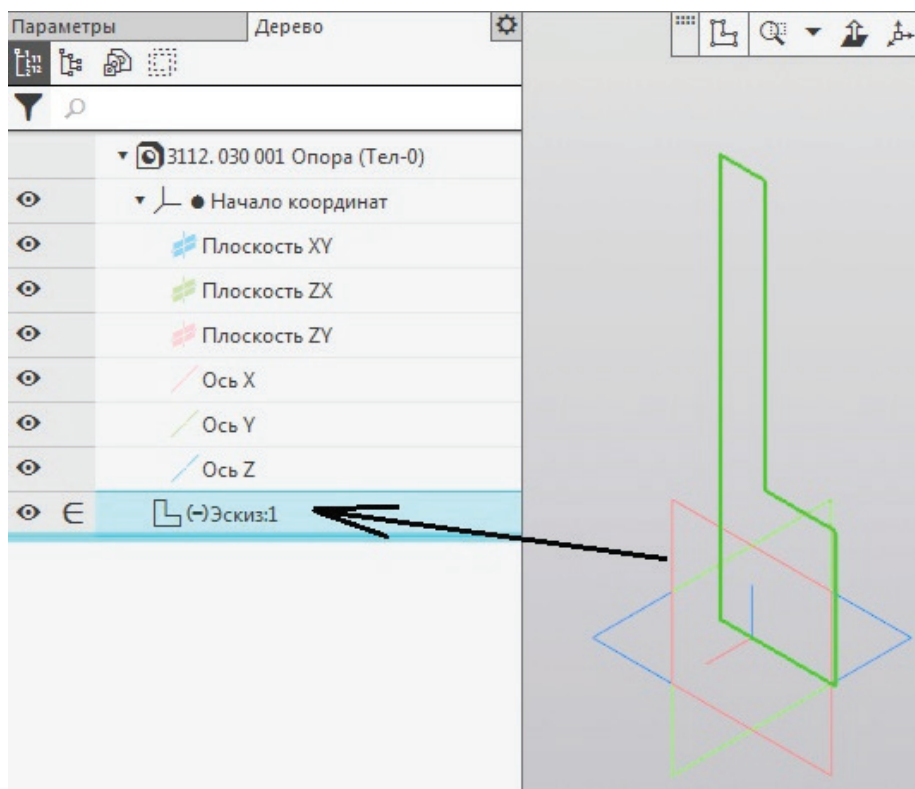 Параметры
Дерево
3112. 030 001 Опора (Тел-0)
Начало координат
Плоскость XY
Плоскость ZX
Плоскость ZY
Ось X
Ось Y
Ось Z
(-)Эскиз:1